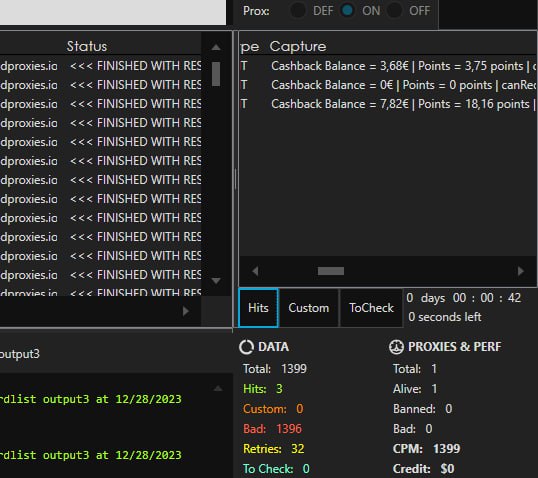 Prox: DEF ON OFF
Status
dproxies.io <<< FINISHED WITH RES
dproxies.io <<< FINISHED WITH RES
dproxies.io <<< FINISHED WITH RES
dproxies.io <<< FINISHED WITH RES
dproxies.io <<< FINISHED WITH RES
dproxies.io <<< FINISHED WITH RES
dproxies.io <<< FINISHED WITH RES
dproxies.io <<< FINISHED WITH RES
dproxies.io <<< FINISHED WITH RES
dproxies.io <<< FINISHED WITH RES
dproxies.io <<< FINISHED WITH RES
dproxies.io <<< FINISHED WITH RES
dproxies.io <<< FINISHED WITH RES
pe Capture
T Cashback Balance = 3,68€ | Points = 3,75 points |
T Cashback Balance = 0€ | Points = 0 points | canRec
T Cashback Balance = 7,82€ | Points = 18,16 points |
Hits Custom ToCheck
0 days 00 : 00 : 42
0 seconds left
output3
rdlist output3 at 12/28/2023
rdlist output3 at 12/28/2023
DATA
Total: 1399
Hits: 3
Custom: 0
Bad: 1396
Retries: 32
To Check: 0
PROXIES & PERF
Total: 1
Alive: 1
Banned: 0
Bad: 0
CPM: 1399
Credit: $0